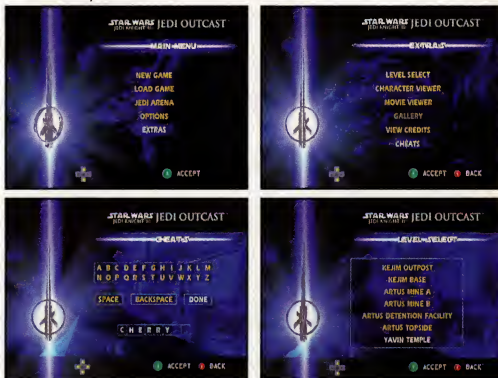 STAR WARS JEDI OUTCAST
JEDI KNIGHT II
MAIN MENU
NEW GAME
LOAD GAME
JEDI ARENA
OPTIONS
EXTRAS
A ACCEPT
STAR WARS JEDI OUTCAST
JEDI KNIGHT II
EXTRAS
LEVEL SELECT
CHARACTER VIEWER
MOVIE VIEWER
GALLERY
VIEW CREDITS
CHEATS
A ACCEPT B BACK
STAR WARS JEDI OUTCAST
JEDI KNIGHT II
CHEATS
A B C D E F G H I J K L M
N O P Q R S T U V W X Y Z
SPACE BACKSPACE DONE
C H E R R Y
A ACCEPT B BACK
STAR WARS JEDI OUTCAST
JEDI KNIGHT II
LEVEL SELECT
KEJIM OUTPOST
KEJIM BASE
ARTUS MINE A
ARTUS MINE B
ARTUS DETENTION FACILITY
ARTUS TOPSIDE
YAVIN TEMPLE
A ACCEPT B BACK